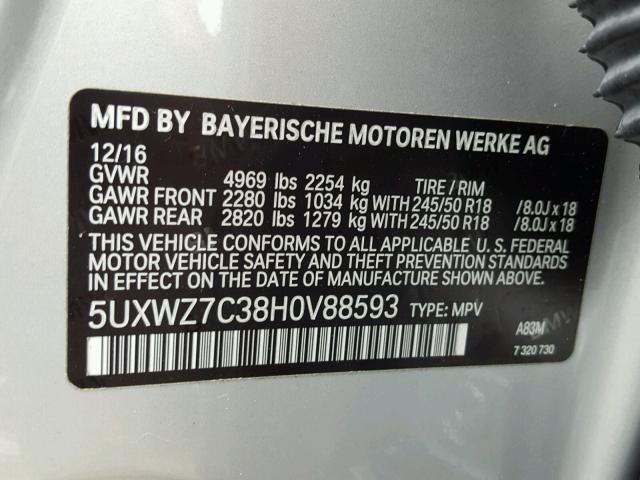 MFD BY BAYERISCHE MOTOREN WERKE AG
12/16
GVWR 4969 lbs 2254 kg TIRE / RIM
GAWR FRONT 2280 lbs 1034 kg WITH 245/50 R18 /8.0J x 18
GAWR REAR 2820 lbs 1279 kg WITH 245/50 R18 /8.0J x 18
THIS VEHICLE CONFORMS TO ALL APPLICABLE U. S. FEDERAL
MOTOR VEHICLE SAFETY AND THEFT PREVENTION STANDARDS
IN EFFECT ON THE DATE OF MANUFACTURE SHOWN ABOVE.
5UXWZ7C38H0V88593 TYPE: MPV
A83M
7 320 730